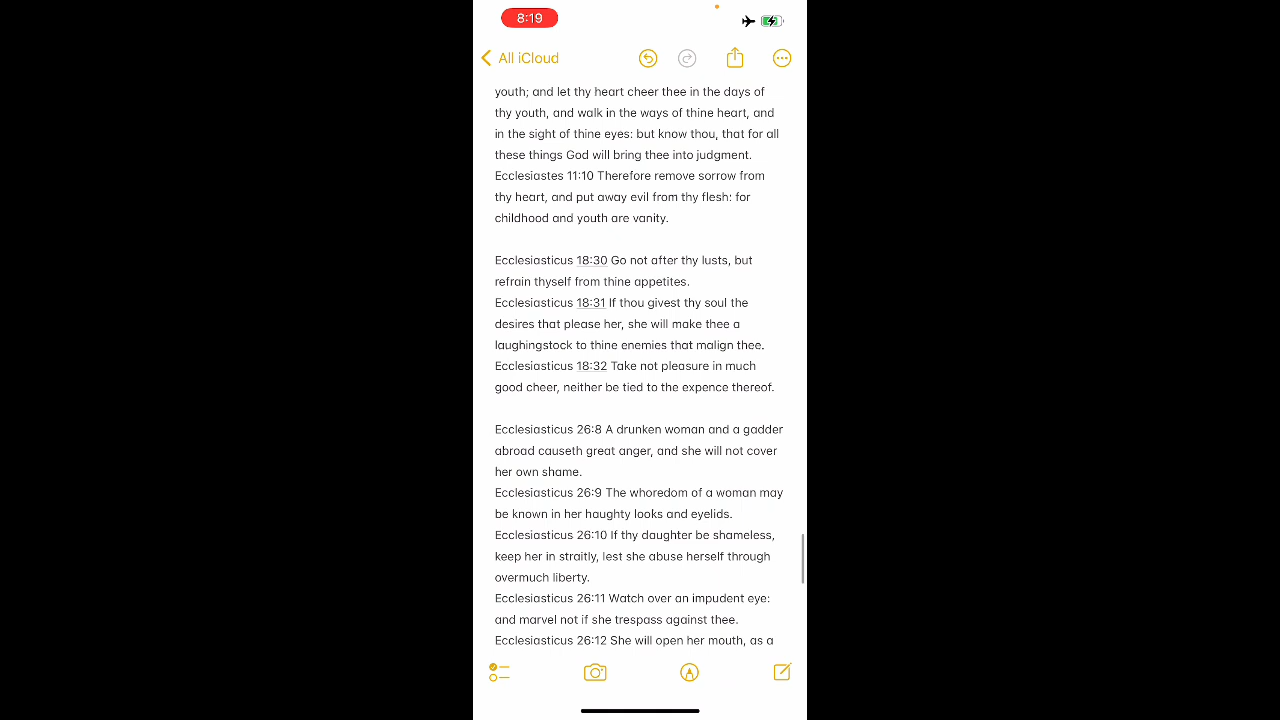 8:19
All iCloud
youth; and let thy heart cheer thee in the days of
thy youth, and walk in the ways of thine heart, and
in the sight of thine eyes: but know thou, that for all
these things God will bring thee into judgment.
Ecclesiastes 11:10 Therefore remove sorrow from
thy heart, and put away evil from thy flesh: for
childhood and youth are vanity.
Ecclesiasticus 18:30 Go not after thy lusts, but
refrain thyself from thine appetites.
Ecclesiasticus 18:31 If thou givest thy soul the
desires that please her, she will make thee a
laughingstock to thine enemies that malign thee.
Ecclesiasticus 18:32 Take not pleasure in much
good cheer, neither be tied to the expence thereof.
Ecclesiasticus 26:8 A drunken woman and a gadder
abroad causeth great anger, and she will not cover
her own shame.
Ecclesiasticus 26:9 The whoredom of a woman may
be known in her haughty looks and eyelids.
Ecclesiasticus 26:10 If thy daughter be shameless,
keep her in straitly, lest she abuse herself through
overmuch liberty.
Ecclesiasticus 26:11 Watch over an impudent eye:
and marvel not if she trespass against thee.
Ecclesiasticus 26:12 She will open her mouth, as a